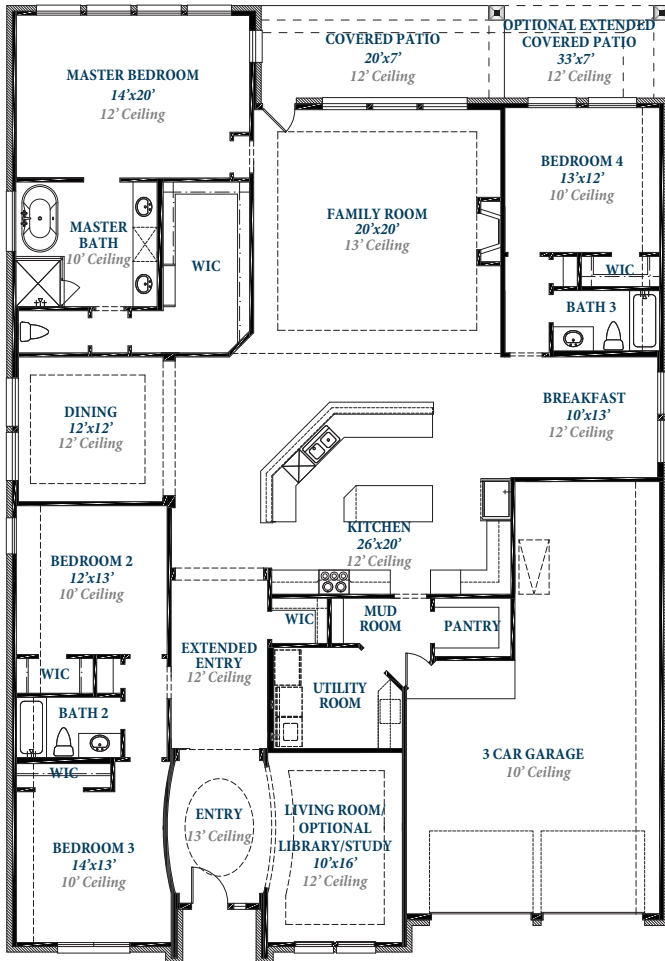 MASTER BEDROOM
14'x20'
12' Ceiling
COVERED PATIO
20'x7'
12' Ceiling
OPTIONAL EXTENDED
COVERED PATIO
33'x7'
12' Ceiling
MASTER
BATH
10' Ceiling
WIC
FAMILY ROOM
20'x20'
13' Ceiling
BEDROOM 4
13'x12'
10' Ceiling
WIC
BATH 3
DINING
12'x12'
12' Ceiling
BREAKFAST
10'x13'
12' Ceiling
KITCHEN
26'x20'
12' Ceiling
BEDROOM 2
12'x13'
10' Ceiling
WIC
BATH 2
WIC
EXTENDED
ENTRY
12' Ceiling
WIC
MUD
ROOM
PANTRY
UTILITY
ROOM
3 CAR GARAGE
10' Ceiling
BEDROOM 3
14'x13'
10' Ceiling
ENTRY
13' Ceiling
LIVING ROOM/
OPTIONAL
LIBRARY/STUDY
10'x16'
12' Ceiling